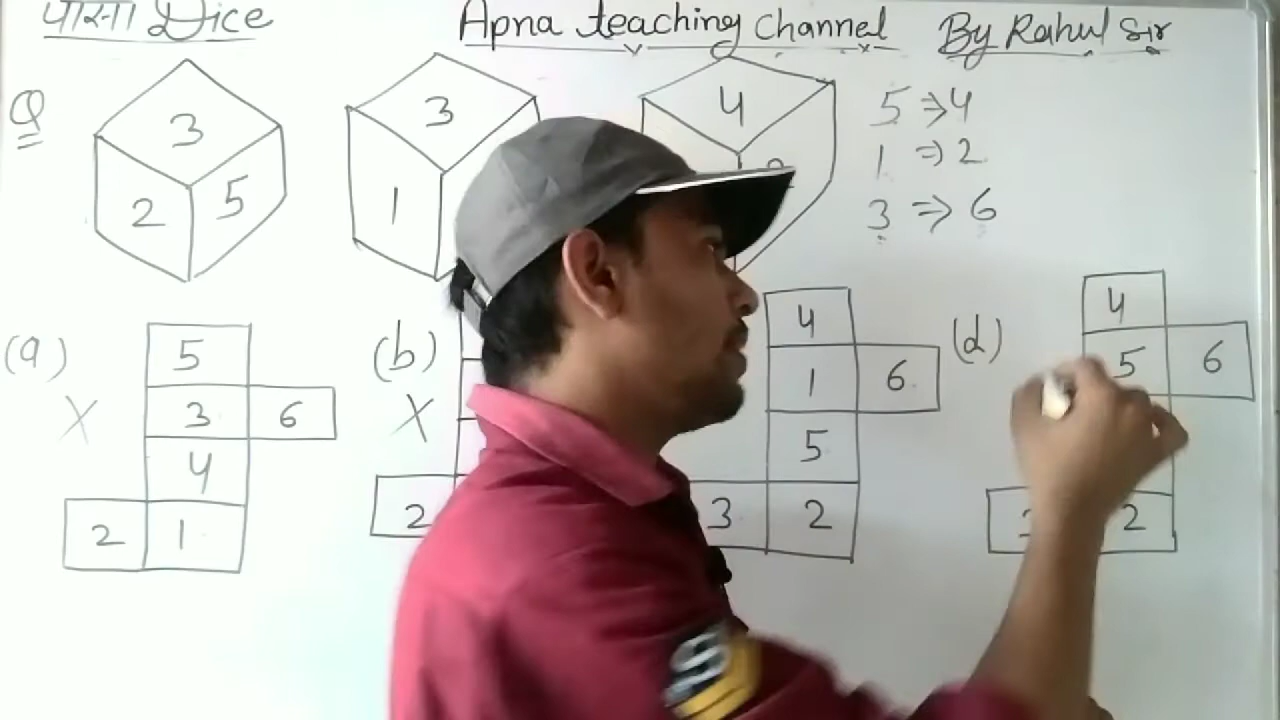 पासा Dice
Apna teaching Channel By Rahul Sir
Q
3 2 5
3 1
4
5 ⇒ 4
1 ⇒ 2
3 ⇒ 6
(a) X
5
3 6
4
2 1
(b) X
2
4
1 6
5
3 2
(d)
4
5 6
2